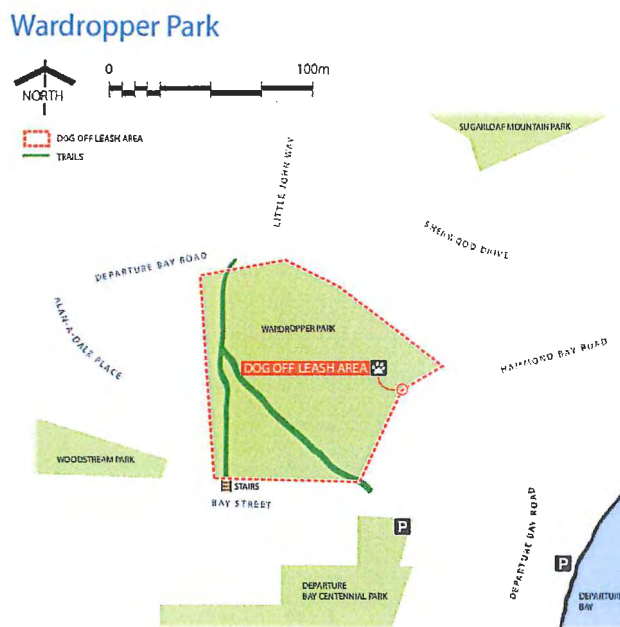 Wardropper Park
0 100m
NORTH
DOG OFF LEASH AREA
TRAILS
SUGARLOAF MOUNTAIN PARK
LITTLE JOHN WAY
SHERWOOD DRIVE
DEPARTURE BAY ROAD
ALAN-A-DALE PLACE
WARDROPPER PARK
HAMMOND BAY ROAD
DOG OFF LEASH AREA
WOODSTREAM PARK
STAIRS
BAY STREET
DEPARTURE BAY ROAD
P
P
DEPARTURE
BAY CENTENNIAL PARK
DEPARTURE
BAY